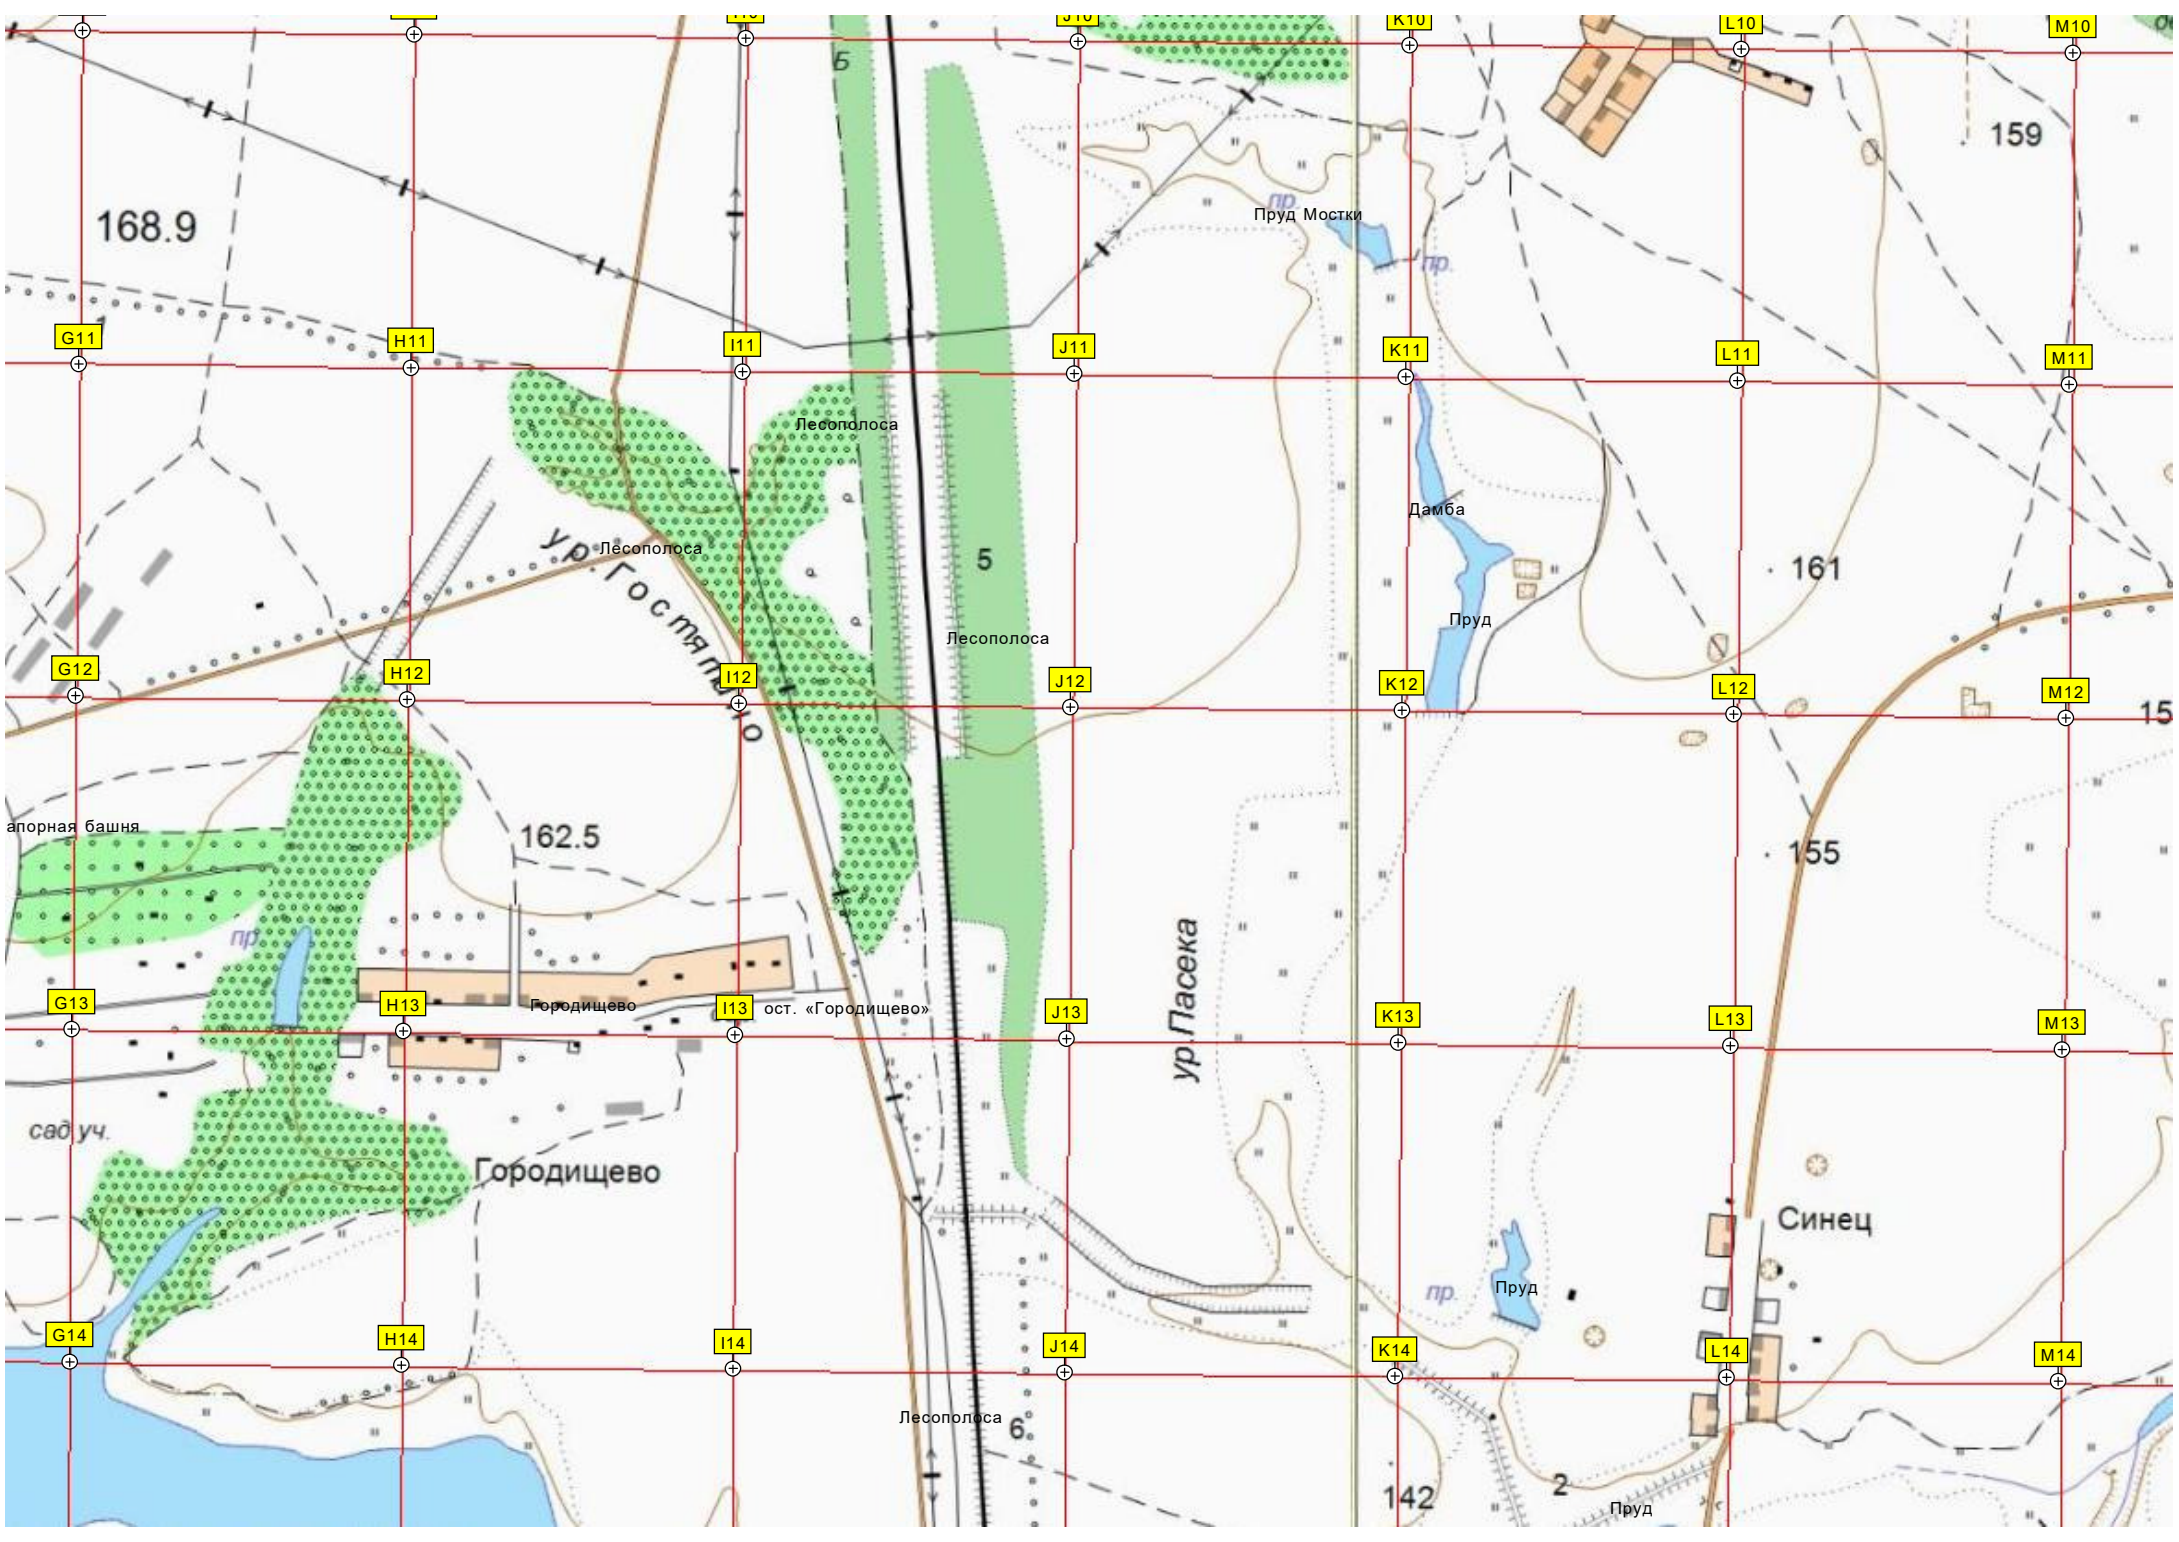 J10
K10
L10
M10
Б
159
168.9
пр.
Пруд Мостки
пр.
G11
H11
I11
J11
K11
L11
M11
Лесополоса
Дамба
ур. Гостятино
Лесополоса
5
161
Пруд
Лесополоса
G12
H12
I12
J12
K12
L12
M12
15
апорная башня
162.5
155
пр
ур.Пасека
G13
H13
Городищево
I13
ост. «Городищево»
J13
K13
L13
M13
сад уч.
Городищево
Синец
пр.
Пруд
G14
H14
I14
J14
K14
L14
M14
Лесополоса
6
142
2
Пруд